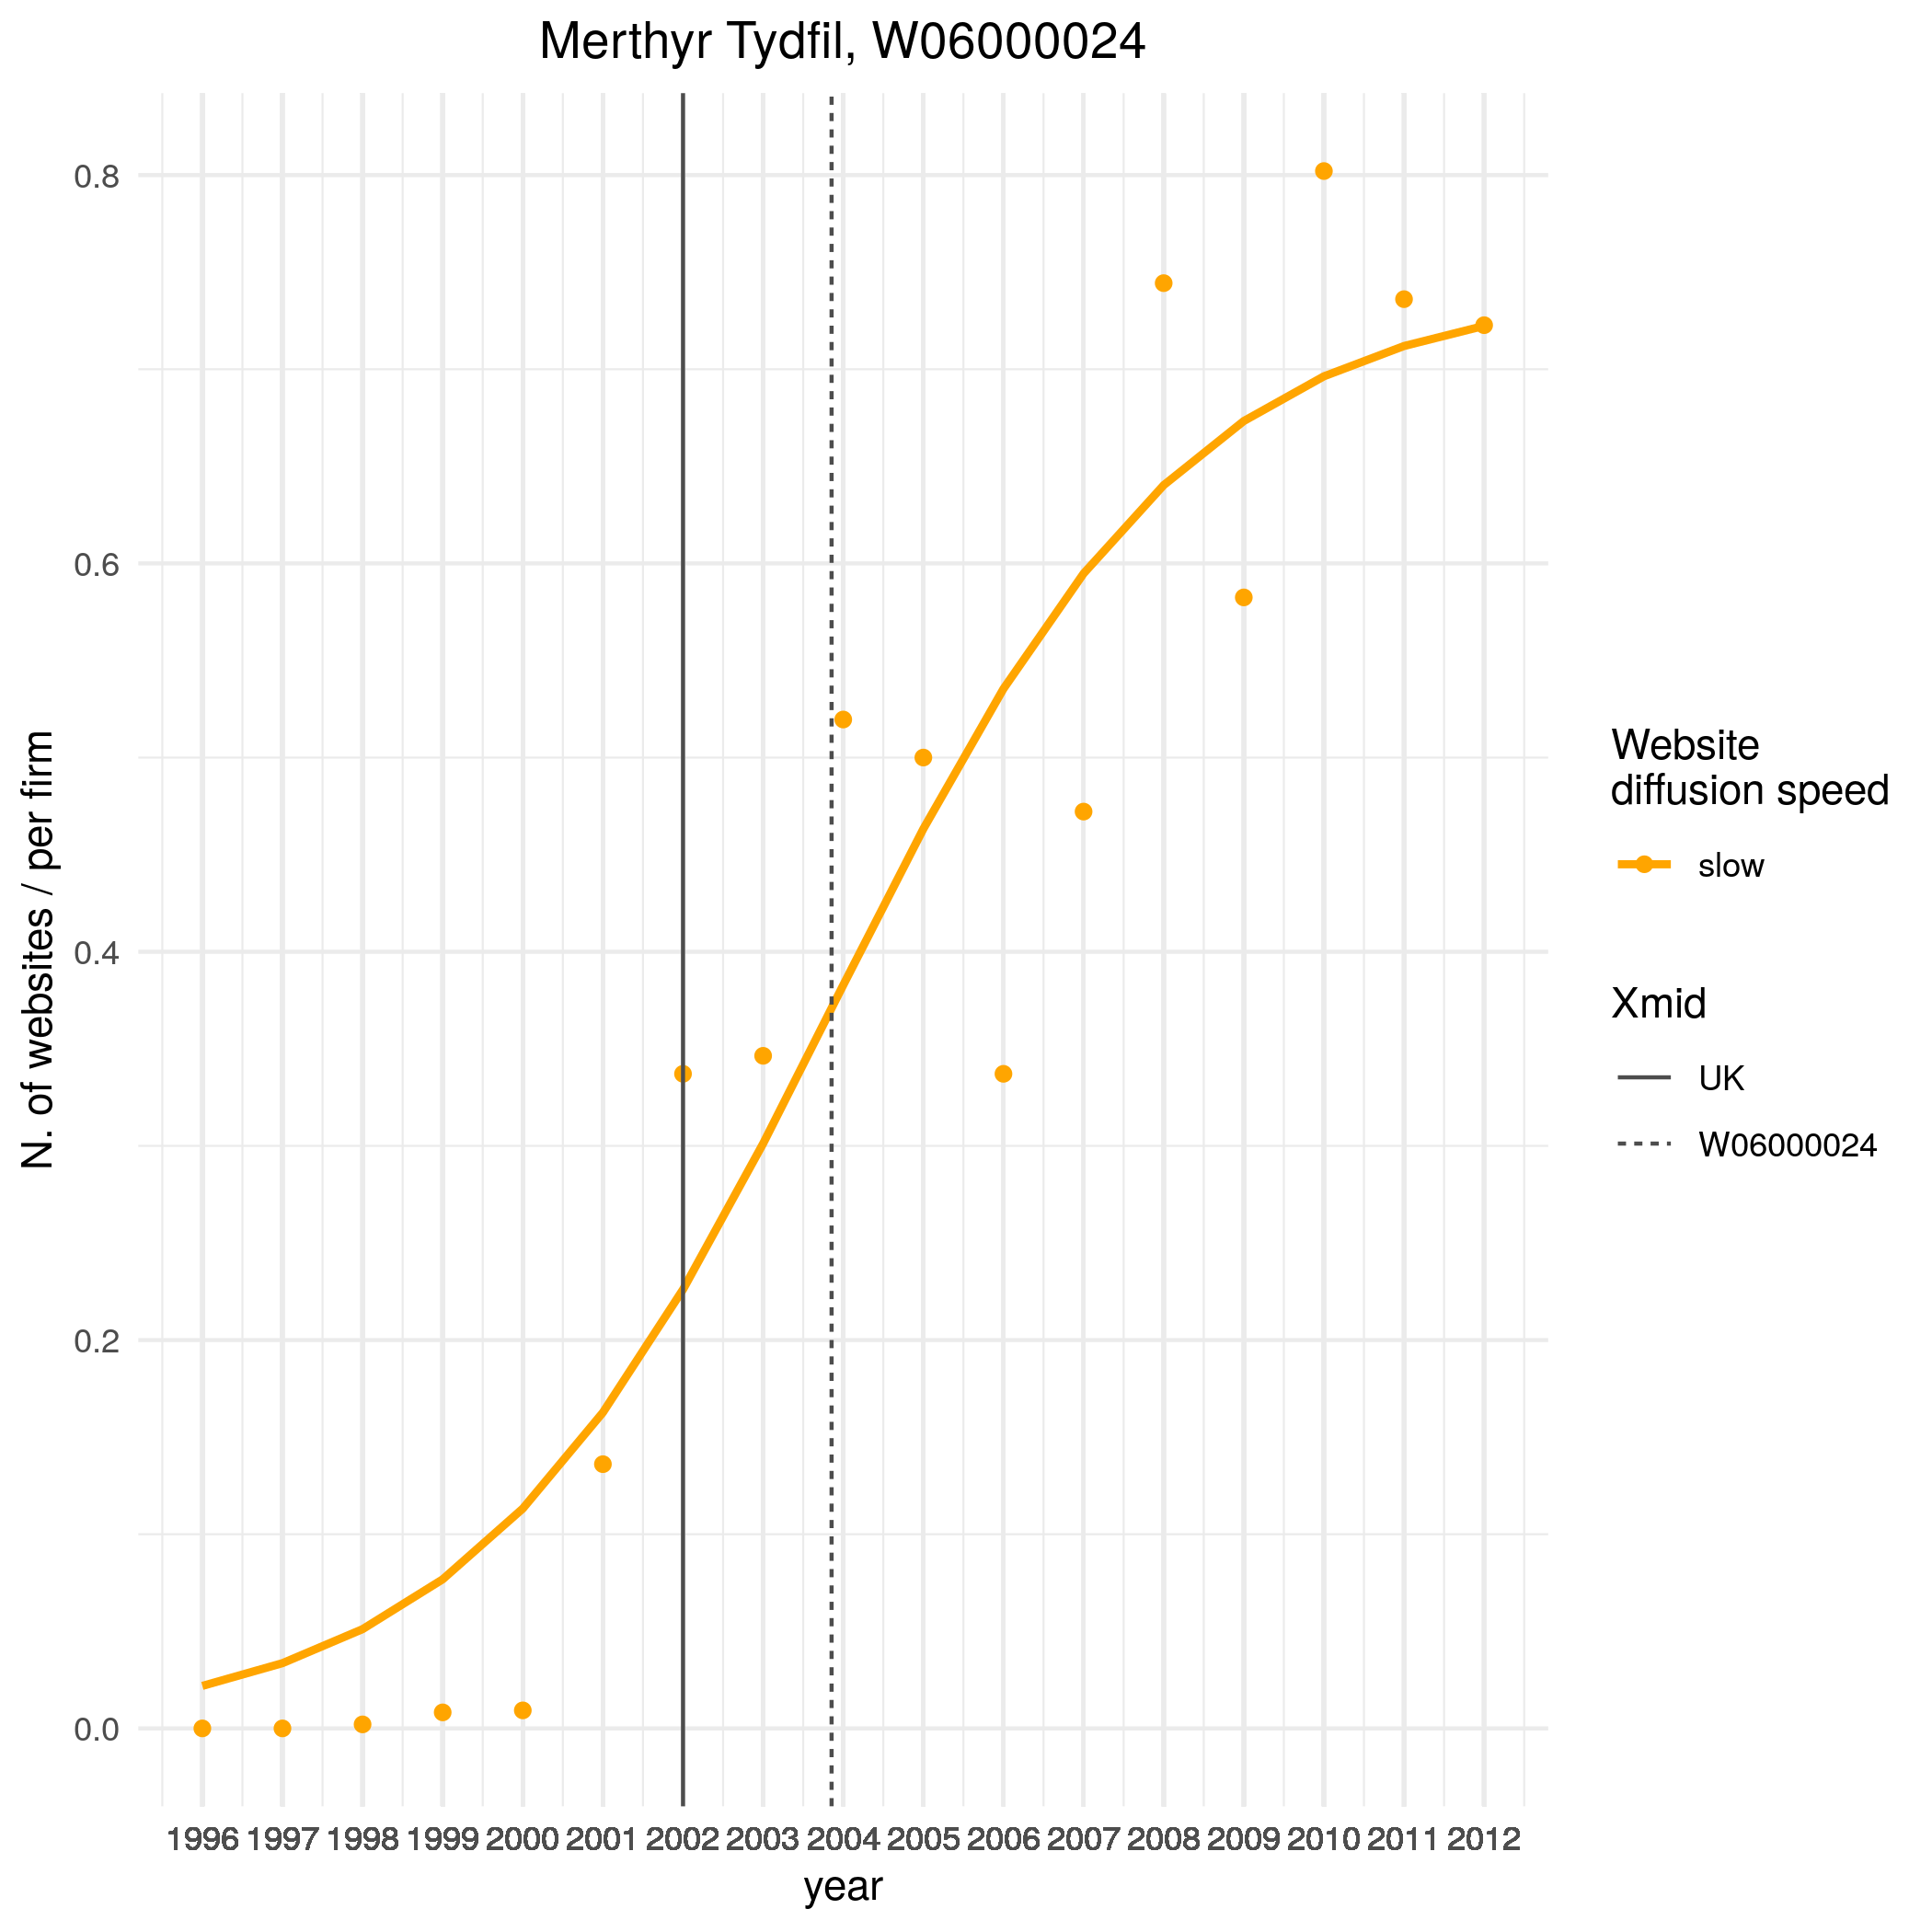 Merthyr Tydfil, W06000024
N. of websites / per firm
0.8
0.6
0.4
0.2
0.0
1996 1997 1998 1999 2000 2001 2002 2003 2004 2005 2006 2007 2008 2009 2010 2011 2012
year
Website
diffusion speed
slow
Xmid
UK
W06000024